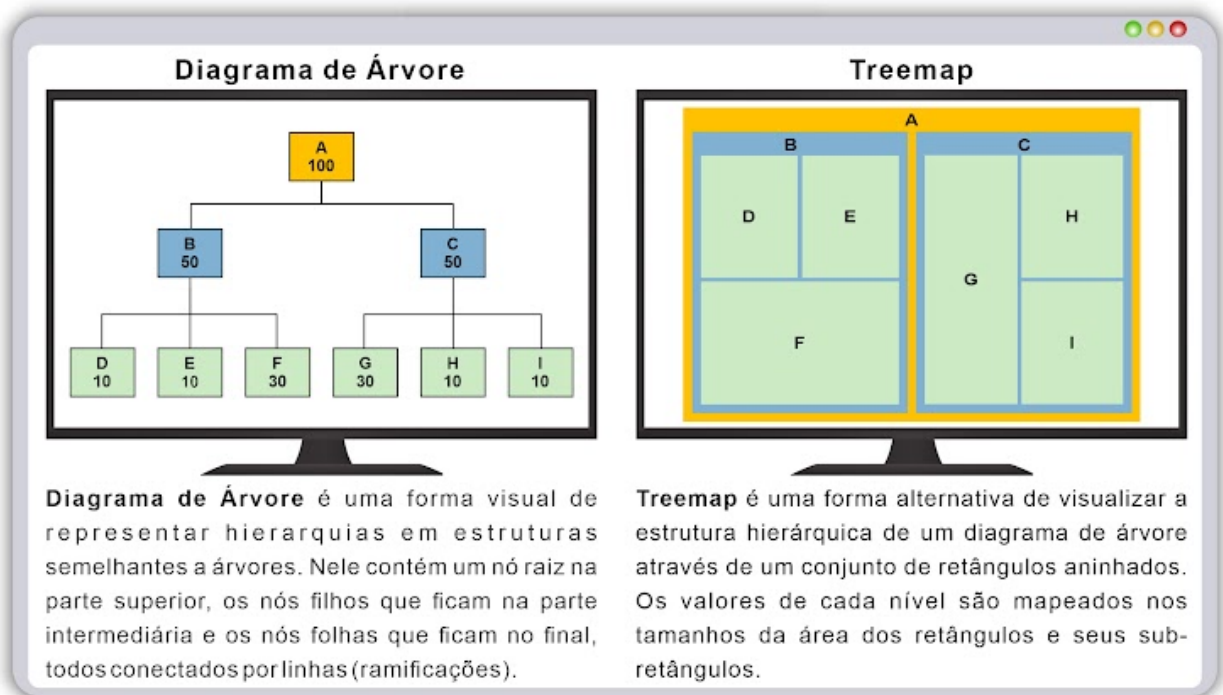 Diagrama de Árvore
A
100
B
50
C
50
D
10
E
10
F
30
G
30
H
10
I
10
Diagrama de Árvore é uma forma visual de
representar hierarquias em estruturas
semelhantes a árvores. Nele contém um nó raiz na
parte superior, os nós filhos que ficam na parte
intermediária e os nós folhas que ficam no final,
todos conectados por linhas (ramificações).
Treemap
A
B
C
D
E
H
G
F
I
Treemap é uma forma alternativa de visualizar a
estrutura hierárquica de um diagrama de árvore
através de um conjunto de retângulos aninhados.
Os valores de cada nível são mapeados nos
tamanhos da área dos retângulos e seus sub-
retângulos.